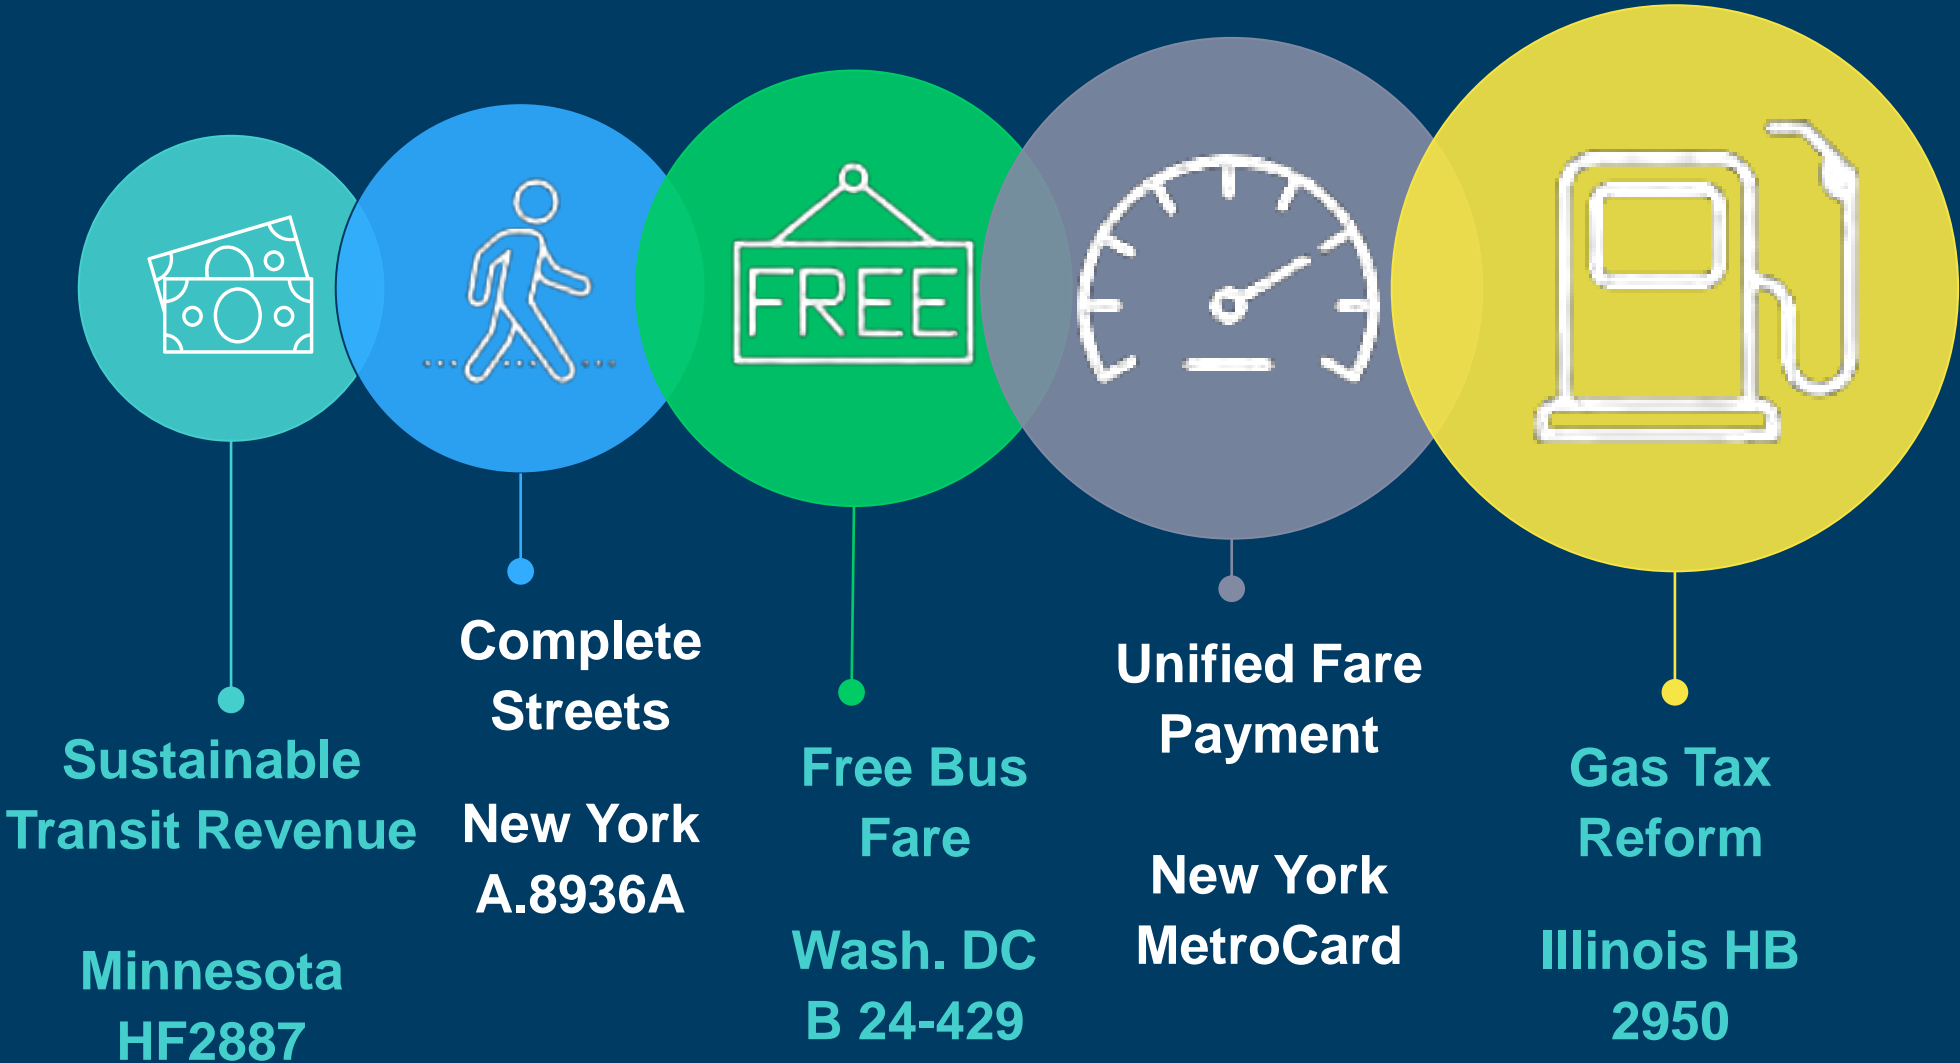 FREE
Sustainable
Transit Revenue
Minnesota
HF2887
Complete
Streets
New York
A.8936A
Free Bus
Fare
Wash. DC
B 24-429
Unified Fare
Payment
New York
MetroCard
Gas Tax
Reform
Illinois HB
2950